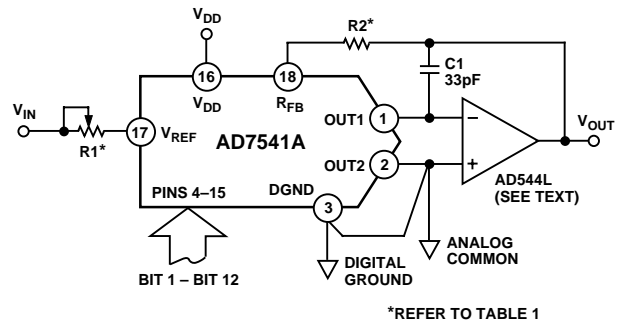 VDD
R2*
C1
33pF
16
18
VDD
RFB
VIN
R1*
17
VREF
AD7541A
OUT1
1
OUT2
2
–
+
VOUT
AD544L
(SEE TEXT)
PINS 4–15
DGND
3
BIT 1 – BIT 12
DIGITAL
GROUND
ANALOG
COMMON
*REFER TO TABLE 1